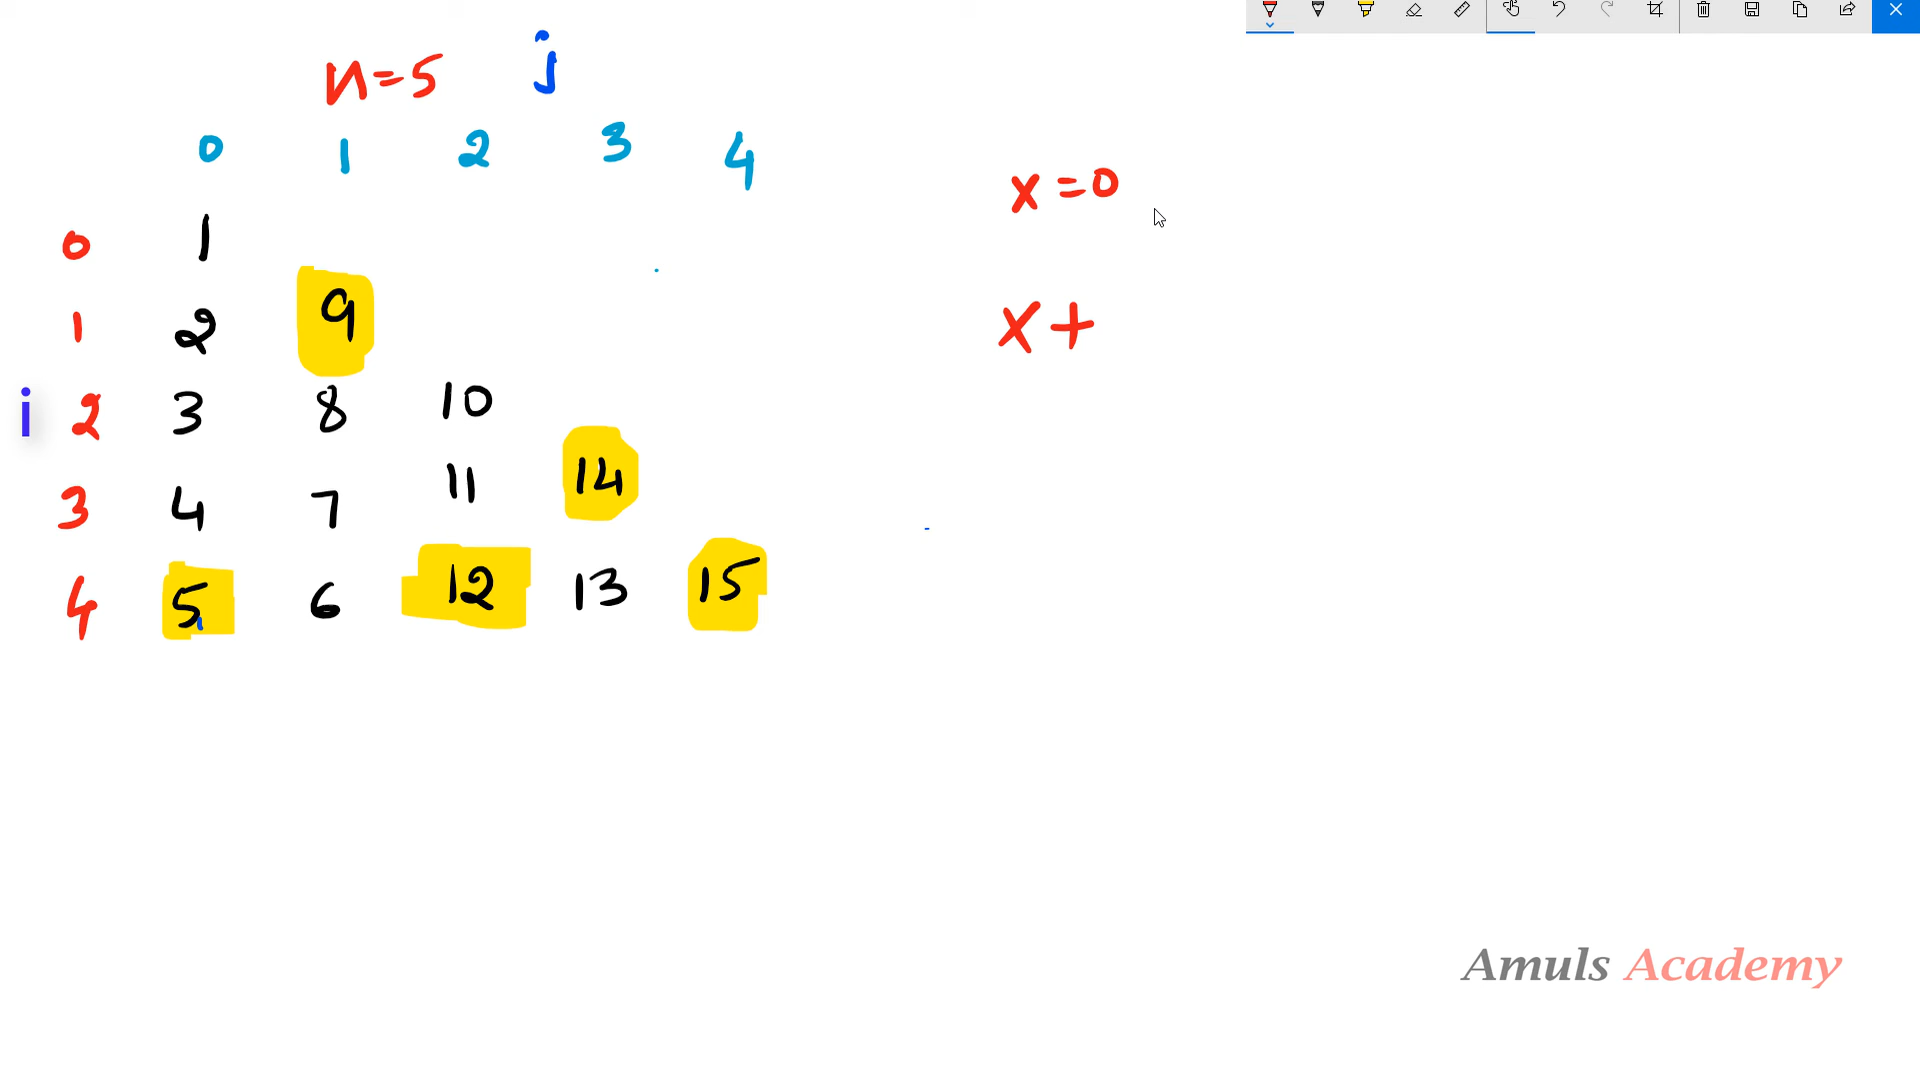 n=5 j
0 1 2 3 4
x=0
0 1
1 2 9
x+
i 2 3 8 10
3 4 7 11 14
4 5 6 12 13 15
Amuls Academy